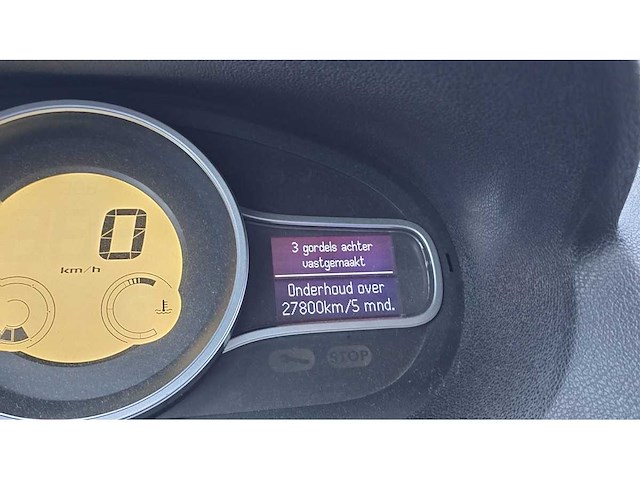 0
km/h
3 gordels achter
vastgemaakt
Onderhoud over
27800km/5 mnd.
STOP